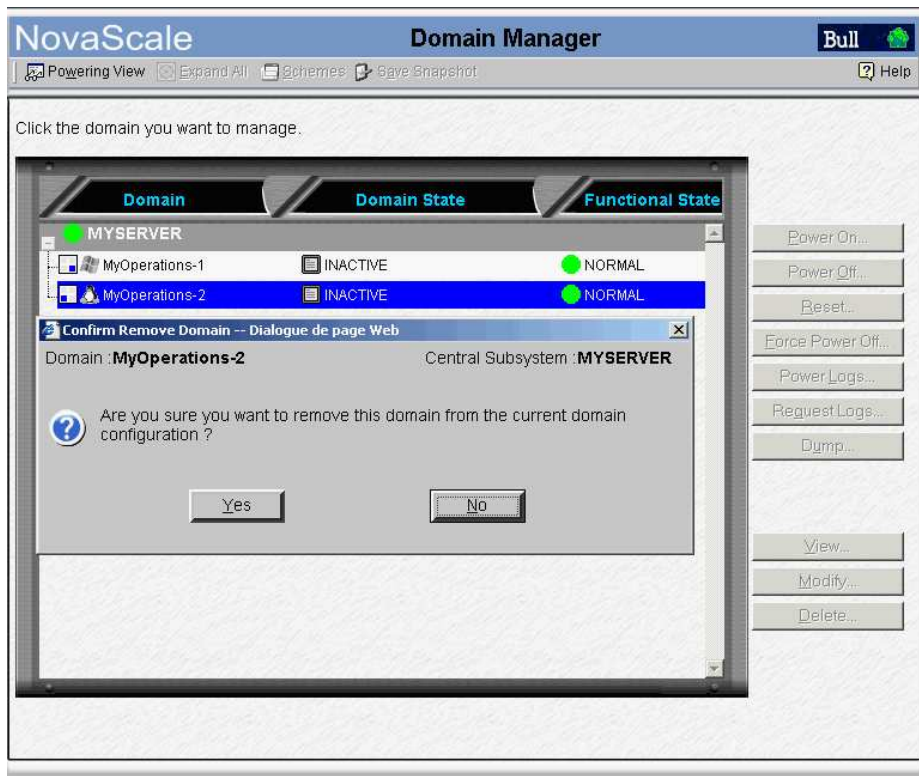 NovaScale Domain Manager Bull
Powering View Expand All Schemes Save Snapshot Help
Click the domain you want to manage.
Domain Domain State Functional State
MYSERVER
MyOperations-1 INACTIVE NORMAL
MyOperations-2 INACTIVE NORMAL
Confirm Remove Domain -- Dialogue de page Web
Domain :MyOperations-2 Central Subsystem :MYSERVER
Are you sure you want to remove this domain from the current domain
configuration ?
Yes No
Power On...
Power Off...
Reset...
Force Power Off...
Power Logs...
Request Logs...
Dump...
View...
Modify...
Delete...